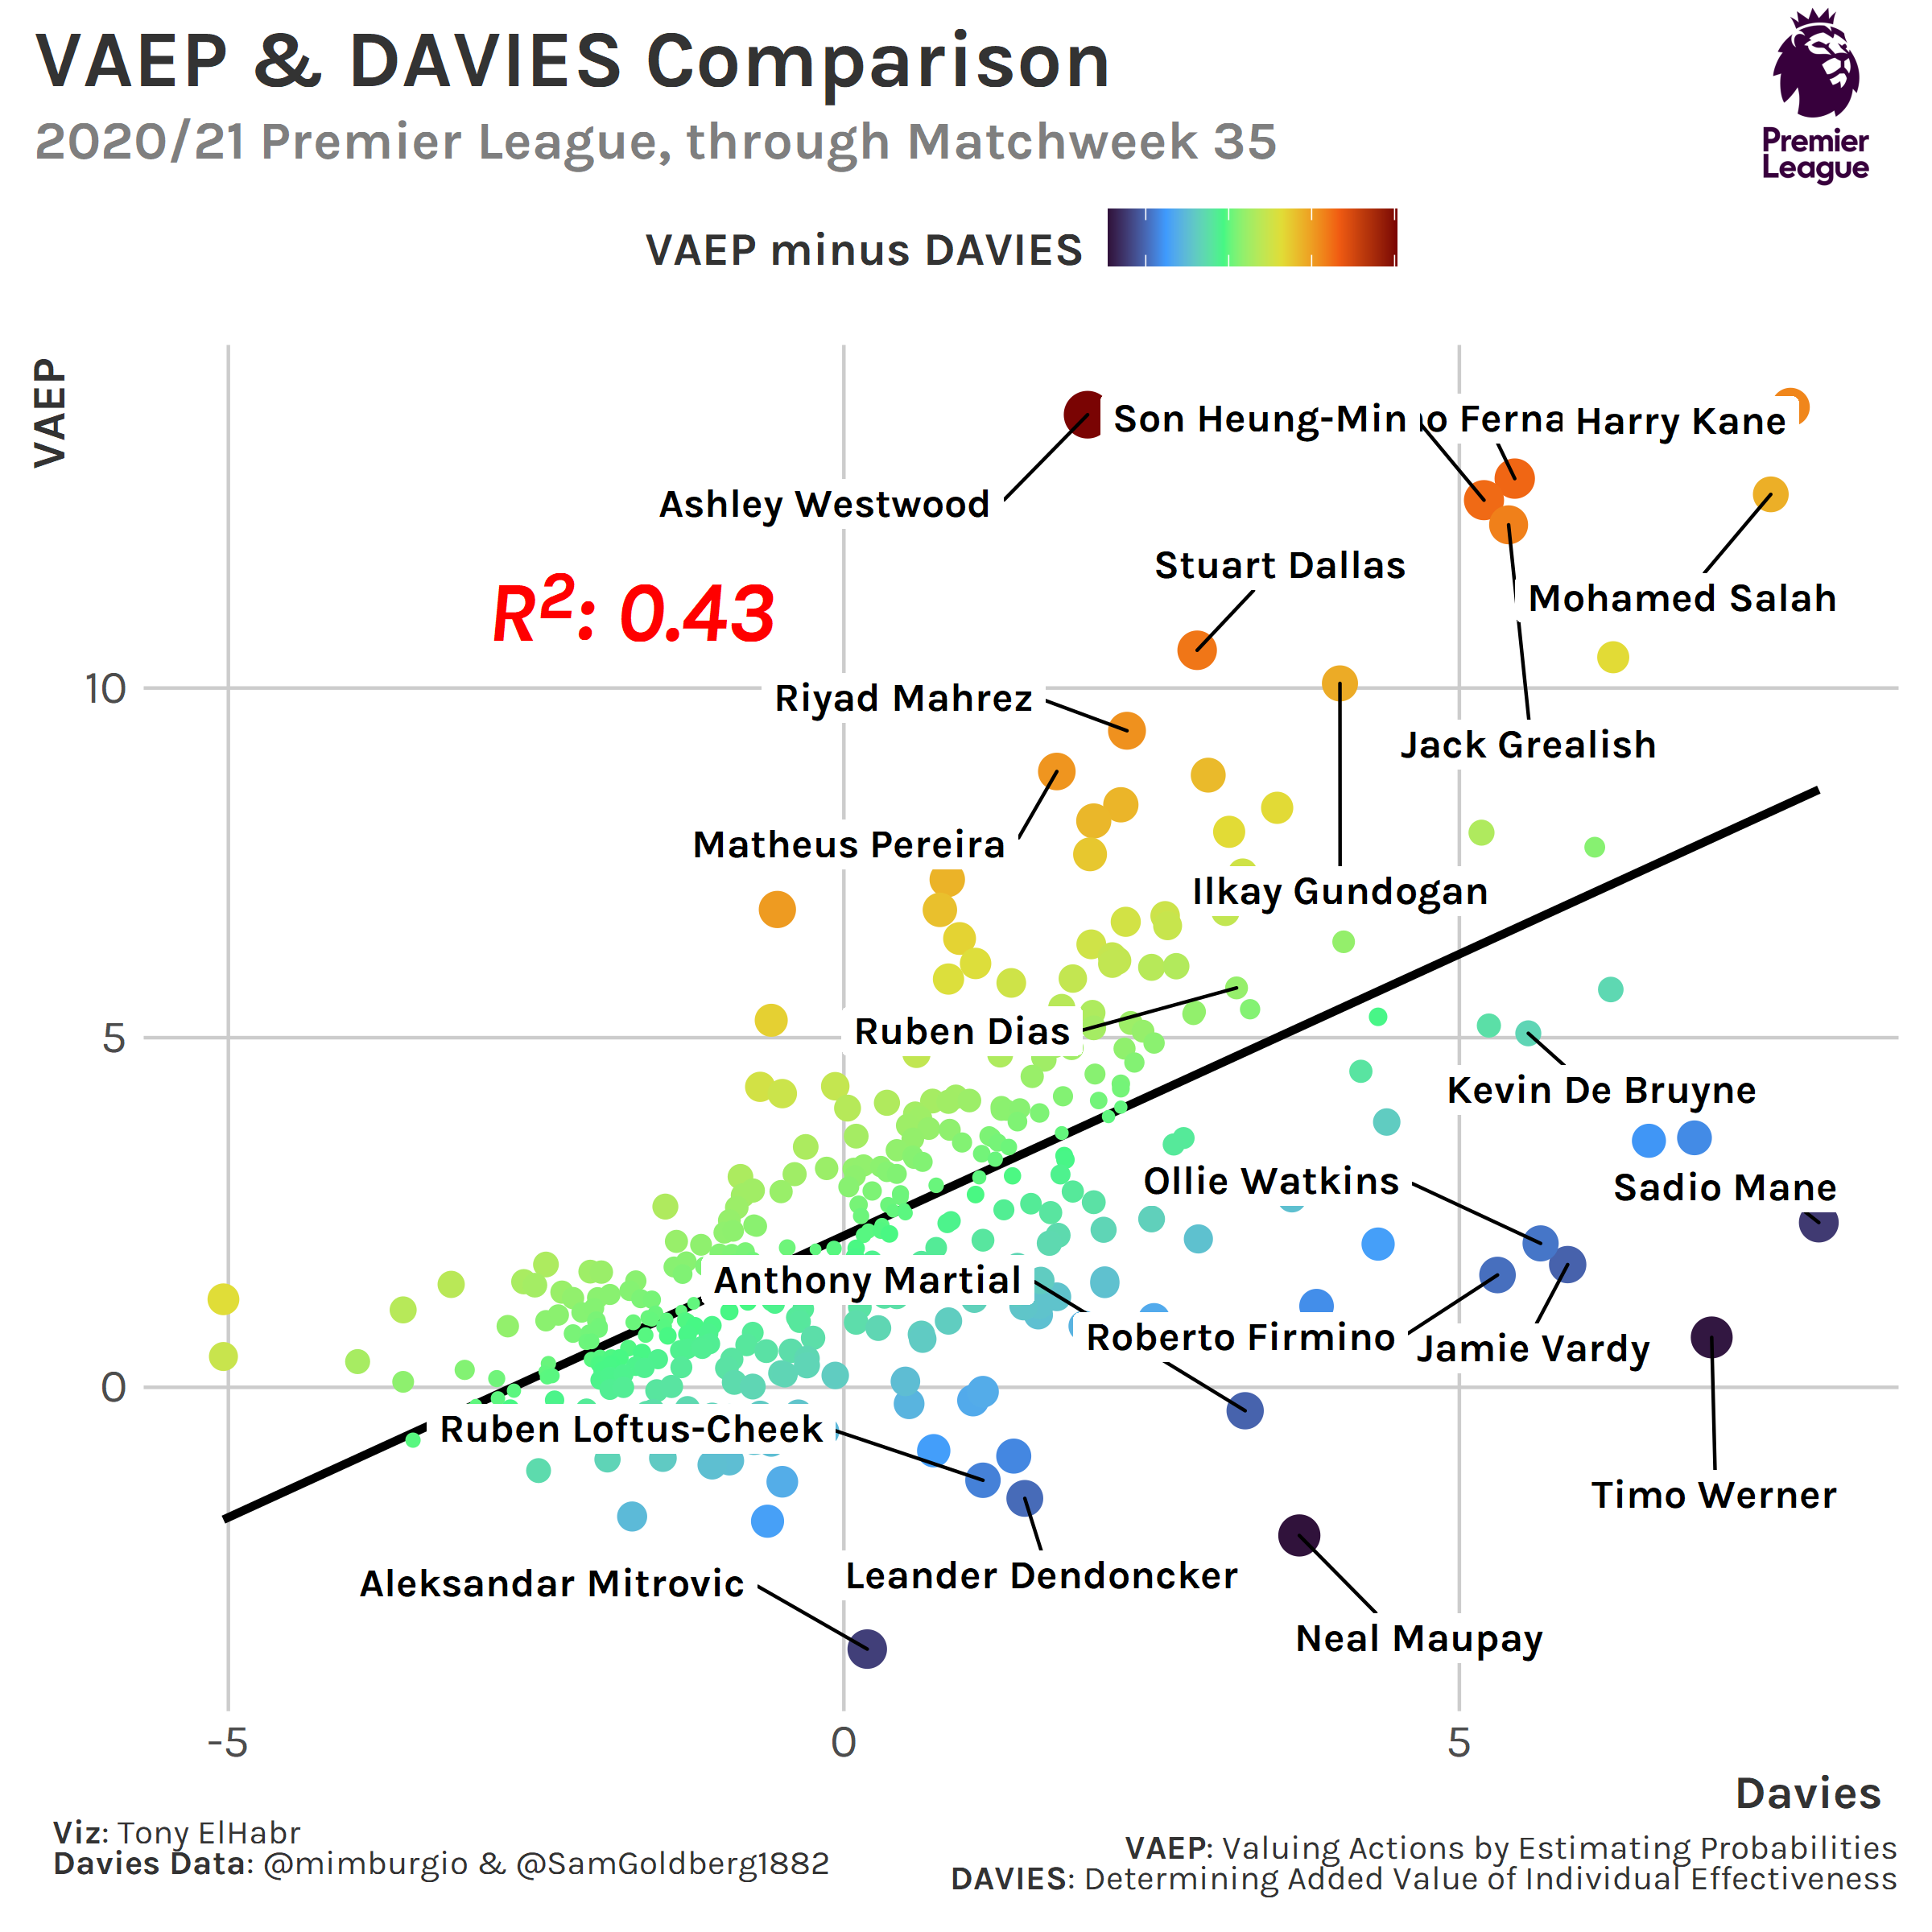 VAEP & DAVIES Comparison
2020/21 Premier League, through Matchweek 35
Premier
League
VAEP minus DAVIES
VAEP
Son Heung-Min
o Ferna
Harry Kane
Ashley Westwood
Stuart Dallas
Mohamed Salah
R²: 0.43
10
Riyad Mahrez
Jack Grealish
Matheus Pereira
Ilkay Gundogan
5
Ruben Dias
Kevin De Bruyne
Ollie Watkins
Sadio Mane
Anthony Martial
Roberto Firmino
Jamie Vardy
0
Ruben Loftus-Cheek
Timo Werner
Aleksandar Mitrovic
Leander Dendoncker
Neal Maupay
-5
0
5
Davies
Viz: Tony ElHabr
Davies Data: @mimburgio & @SamGoldberg1882
VAEP: Valuing Actions by Estimating Probabilities
DAVIES: Determining Added Value of Individual Effectiveness